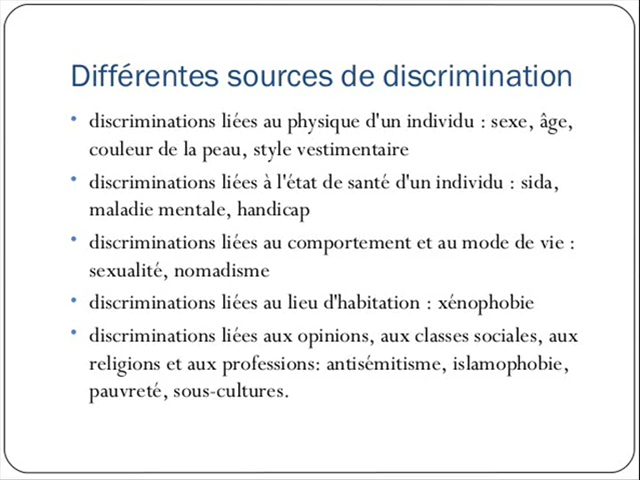 Différentes sources de discrimination
• discriminations liées au physique d'un individu : sexe, âge,
couleur de la peau, style vestimentaire
• discriminations liées à l'état de santé d'un individu : sida,
maladie mentale, handicap
• discriminations liées au comportement et au mode de vie :
sexualité, nomadisme
• discriminations liées au lieu d'habitation : xénophobie
• discriminations liées aux opinions, aux classes sociales, aux
religions et aux professions: antisémitisme, islamophobie,
pauvreté, sous-cultures.